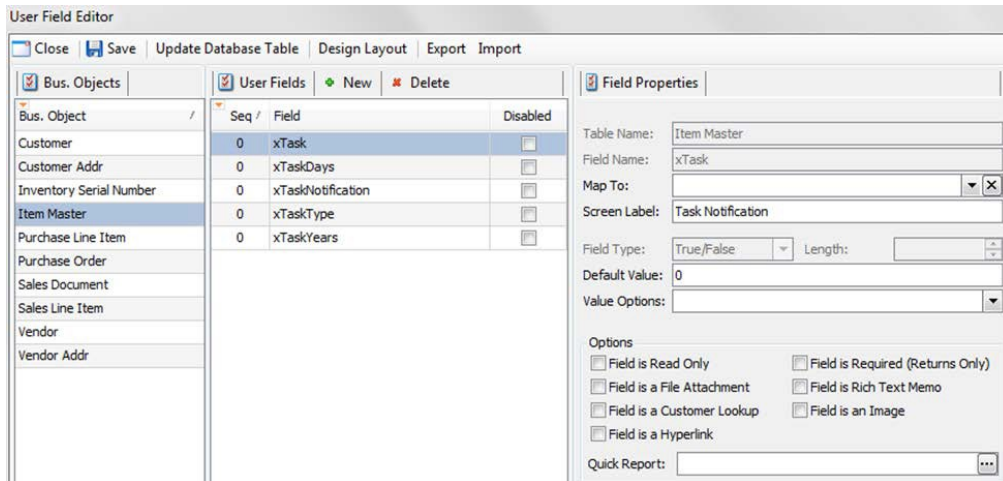 User Field Editor
Close Save Update Database Table Design Layout Export Import
Bus. Objects
Bus. Object /
Customer
Customer Addr
Inventory Serial Number
Item Master
Purchase Line Item
Purchase Order
Sales Document
Sales Line Item
Vendor
Vendor Addr
User Fields New Delete
Seq / Field Disabled
0 xTask
0 xTaskDays
0 xTaskNotification
0 xTaskType
0 xTaskYears
Field Properties
Table Name: Item Master
Field Name: xTask
Map To:
Screen Label: Task Notification
Field Type: True/False Length:
Default Value: 0
Value Options:
Options
Field is Read Only Field is Required (Returns Only)
Field is a File Attachment Field is Rich Text Memo
Field is a Customer Lookup Field is an Image
Field is a Hyperlink
Quick Report: ...